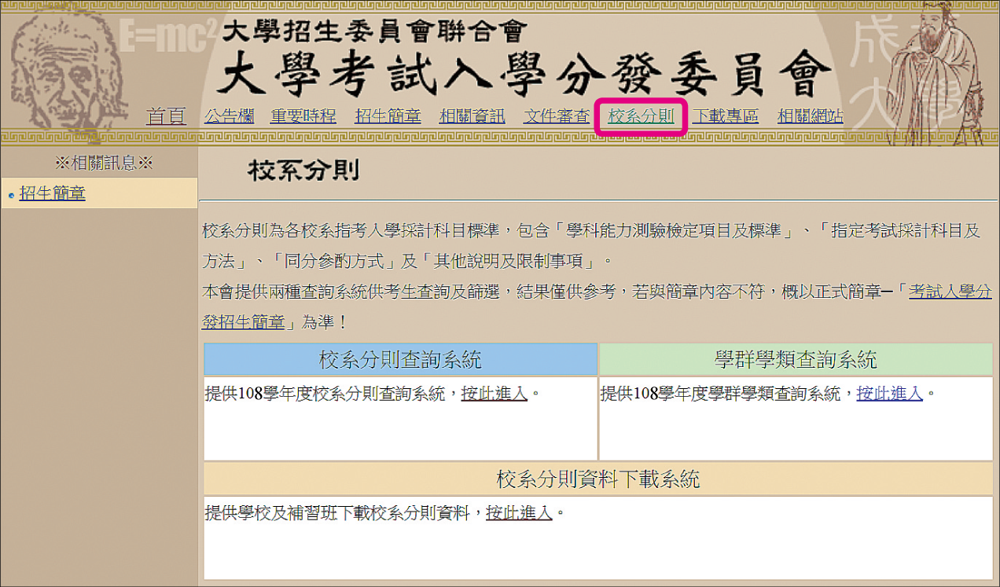 E=mc²
大學招生委員會聯合會
大學考試入學分發委員會
成功
大學
首頁 公告欄 重要時程 招生簡章 相關資訊 文件審查 校系分則 下載專區 相關網站
※相關訊息※
招生簡章
校系分則
校系分則為各校系指考入學採計科目標準，包含「學科能力測驗檢定項目及標準」、「指定考試採計科目及
方法」、「同分參酌方式」及「其他說明及限制事項」。
本會提供兩種查詢系統供考生查詢及篩選，結果僅供參考，若與簡章內容不符，概以正式簡章─「考試入學分
發招生簡章」為準！
校系分則查詢系統
提供108學年度校系分則查詢系統，按此進入。
學群學類查詢系統
提供108學年度學群學類查詢系統，按此進入。
校系分則資料下載系統
提供學校及補習班下載校系分則資料，按此進入。